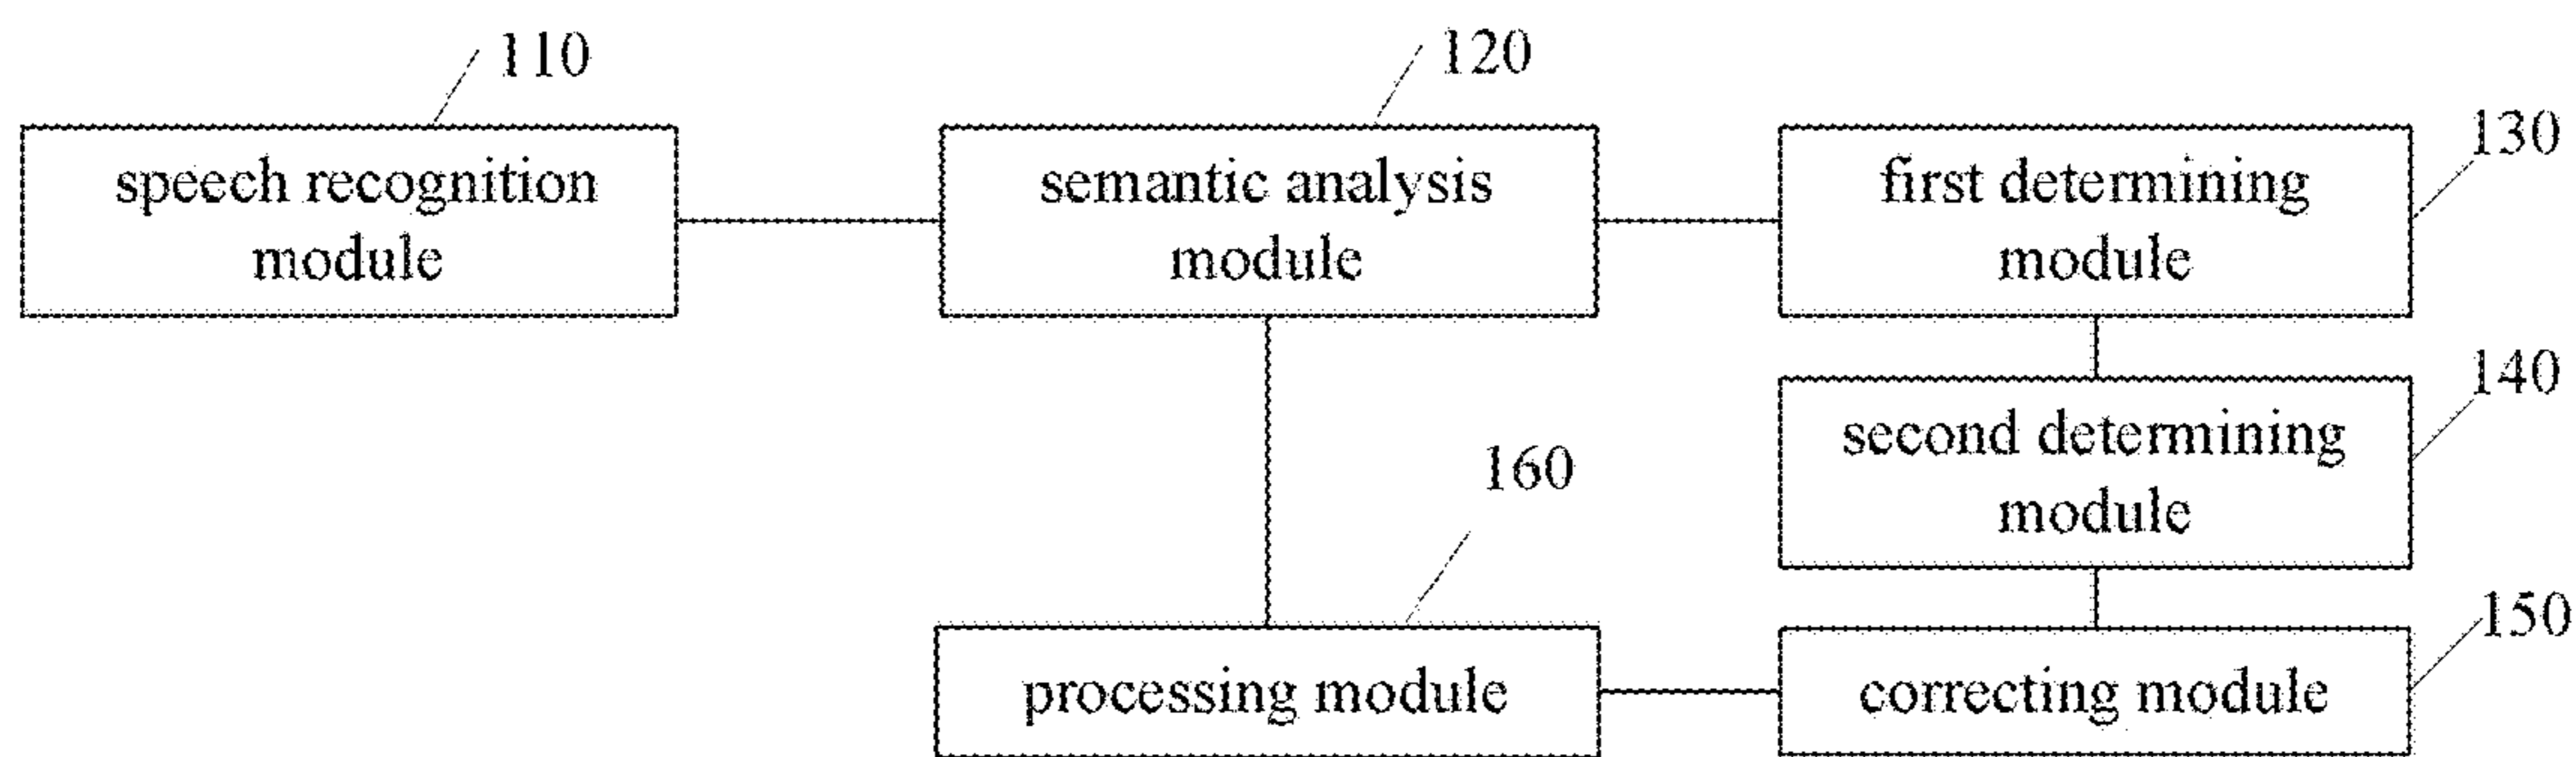 110
120
130
speech recognition
module
semantic analysis
module
first determining
module
140
second determining
module
160
150
processing module
correcting module